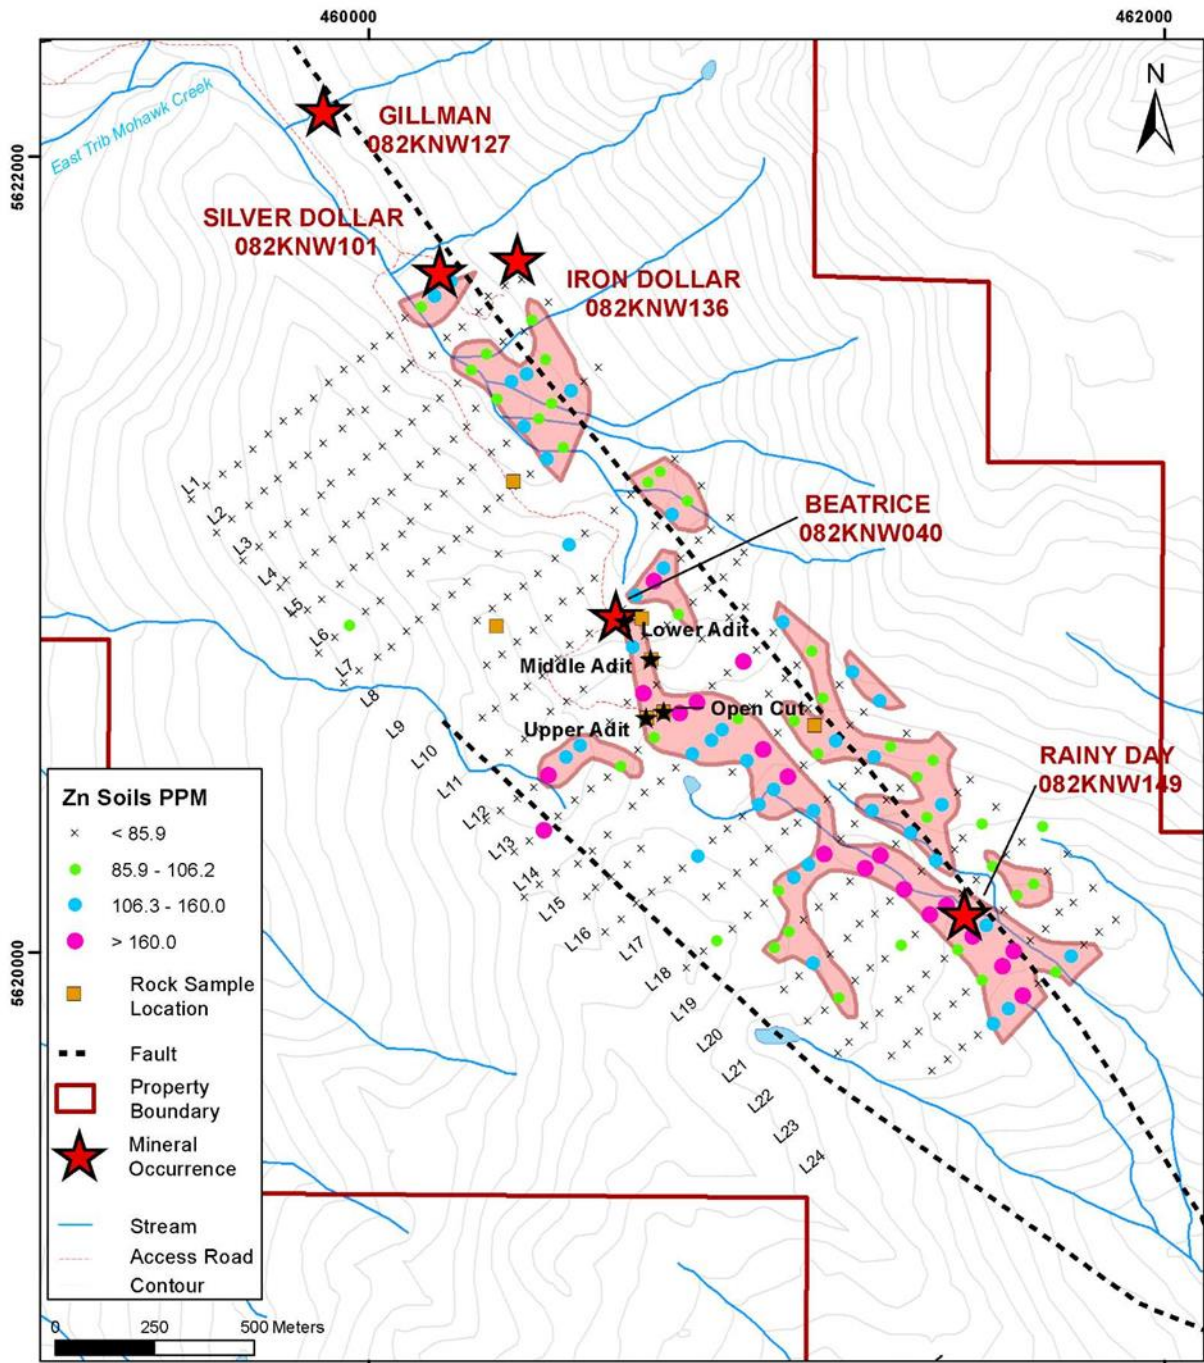 460000
462000
5622000
5620000
N
East Trib Mohawk Creek
GILLMAN
082KNW127
SILVER DOLLAR
082KNW101
IRON DOLLAR
082KNW136
BEATRICE
082KNW040
Lower Adit
Middle Adit
Open Cut
Upper Adit
RAINY DAY
082KNW149
L1
L2
L3
L4
L5
L6
L7
L8
L9
L10
L11
L12
L13
L14
L15
L16
L17
L18
L19
L20
L21
L22
L23
L24
Zn Soils PPM
< 85.9
85.9 - 106.2
106.3 - 160.0
> 160.0
Rock Sample
Location
Fault
Property
Boundary
Mineral
Occurrence
Stream
Access Road
Contour
0 250 500 Meters